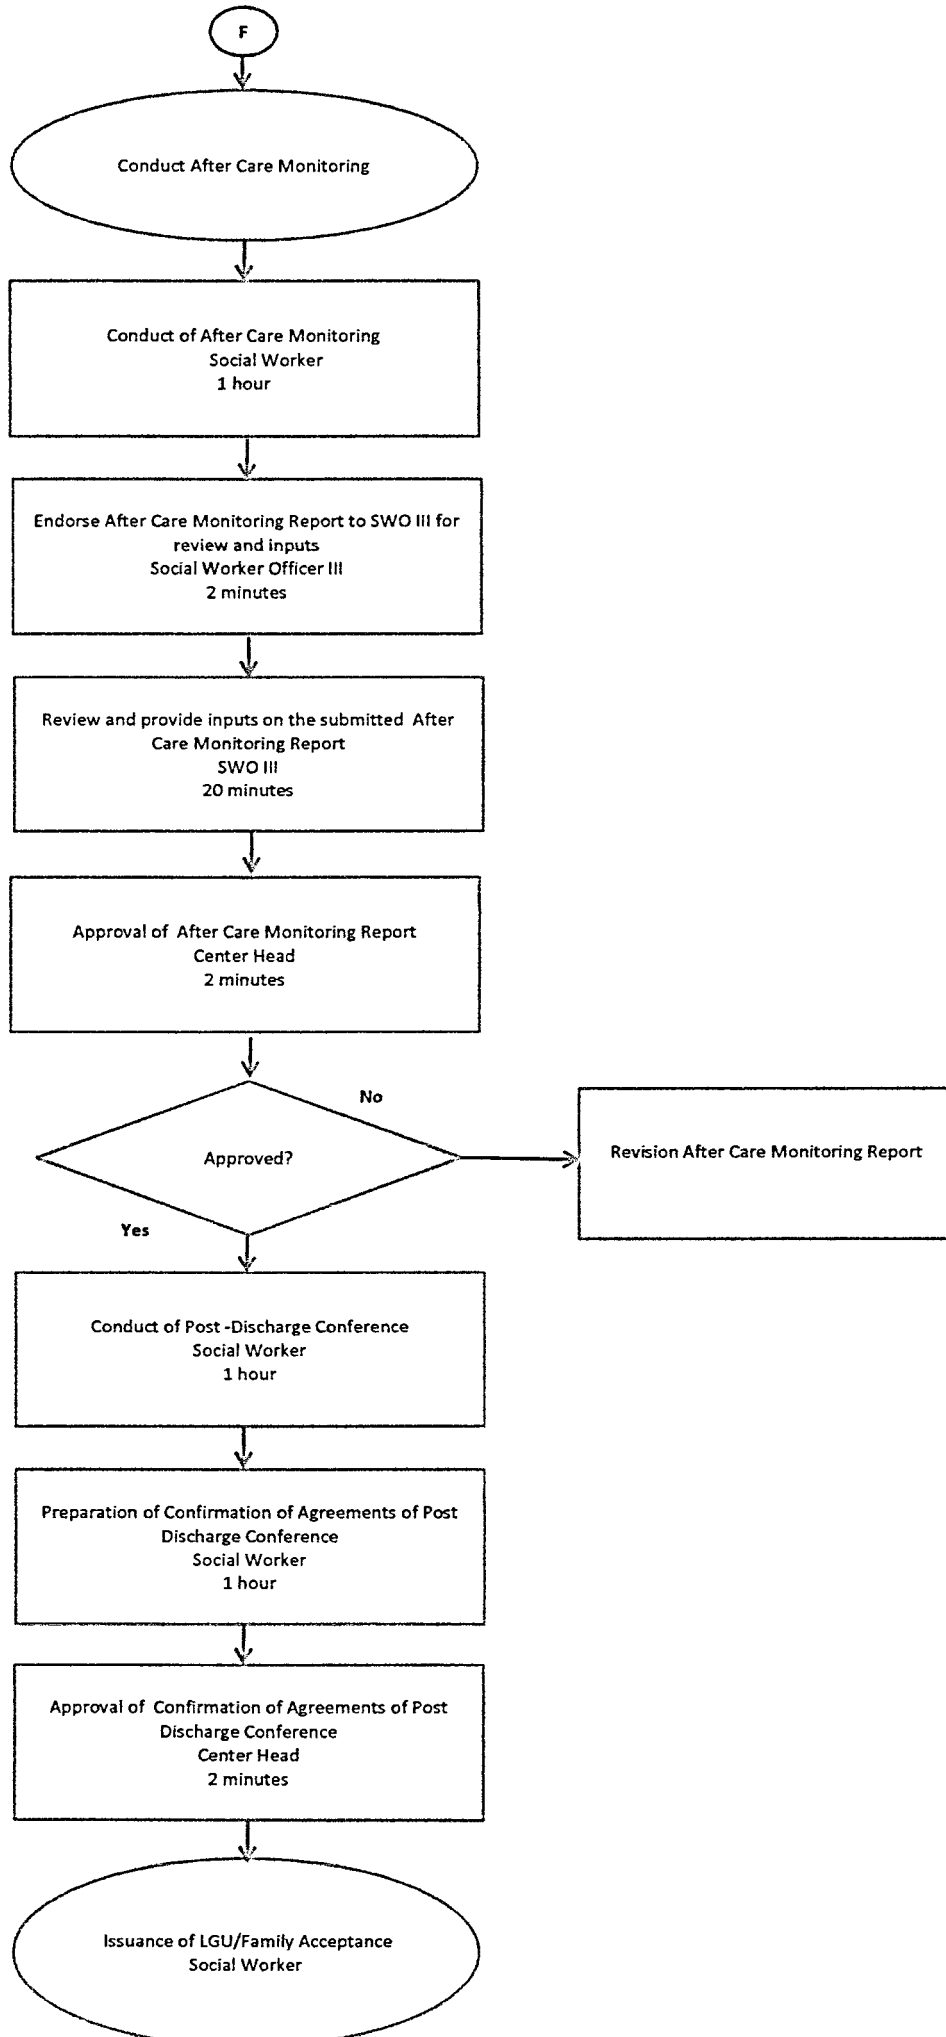 F
Conduct After Care Monitoring
Conduct of After Care Monitoring
Social Worker
1 hour
Endorse After Care Monitoring Report to SWO III for
review and inputs
Social Worker Officer III
2 minutes
Review and provide inputs on the submitted After
Care Monitoring Report
SWO III
20 minutes
Approval of After Care Monitoring Report
Center Head
2 minutes
No
Approved?
Revision After Care Monitoring Report
Yes
Conduct of Post -Discharge Conference
Social Worker
1 hour
Preparation of Confirmation of Agreements of Post
Discharge Conference
Social Worker
1 hour
Approval of Confirmation of Agreements of Post
Discharge Conference
Center Head
2 minutes
Issuance of LGU/Family Acceptance
Social Worker